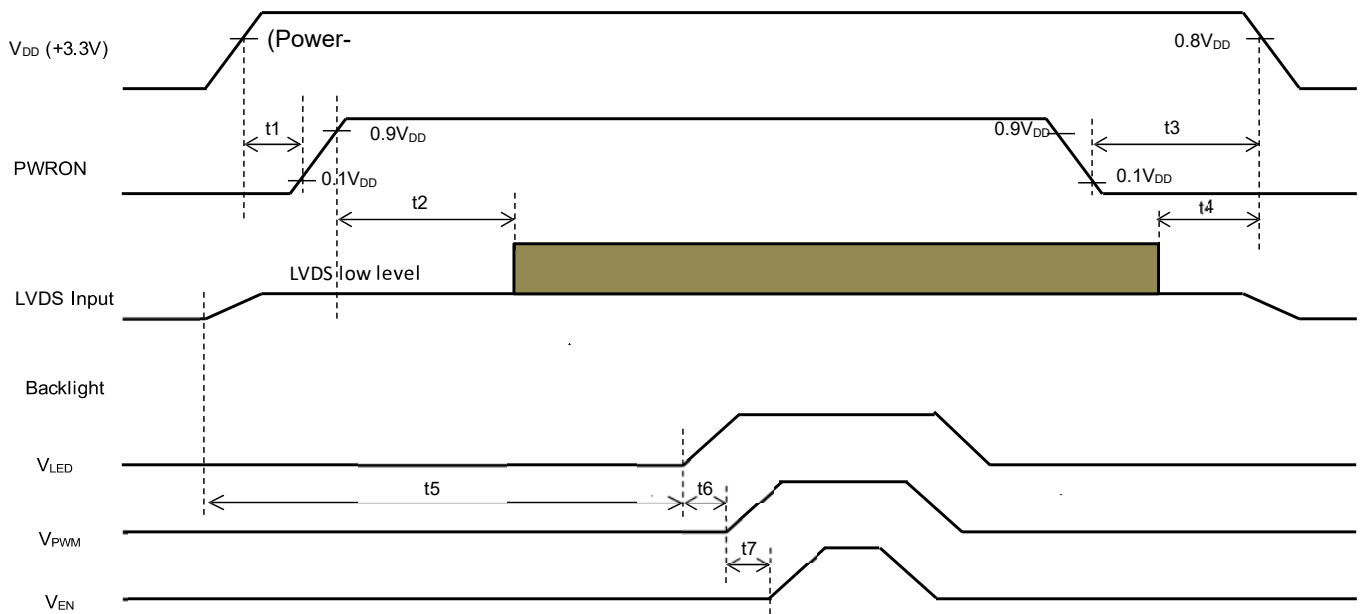 VDD (+3.3V)
(Power-
0.8VDD
t1
0.9VDD
0.9VDD
t3
PWRON
0.1VDD
0.1VDD
t2
t4
LVDS low level
LVDS Input
Backlight
VLED
t5
t6
VPWM
t7
VEN